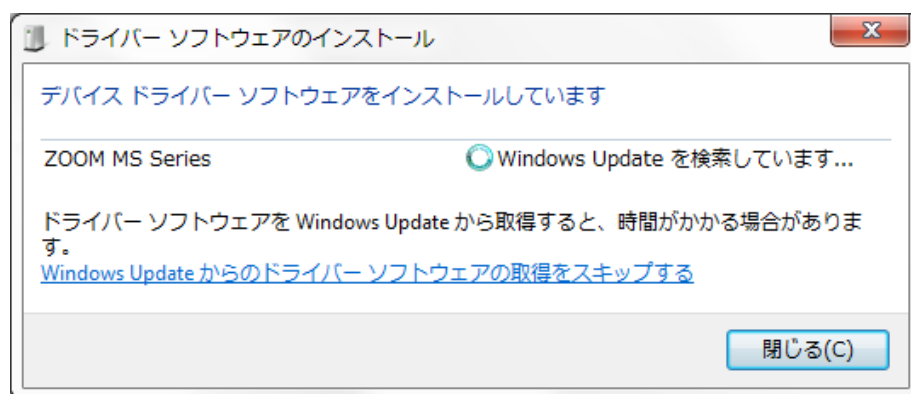 ドライバー ソフトウェアのインストール
デバイス ドライバー ソフトウェアをインストールしています
ZOOM MS Series Windows Update を検索しています...
ドライバー ソフトウェアを Windows Update から取得すると、時間がかかる場合がありま
す。
Windows Update からのドライバー ソフトウェアの取得をスキップする
閉じる(C)